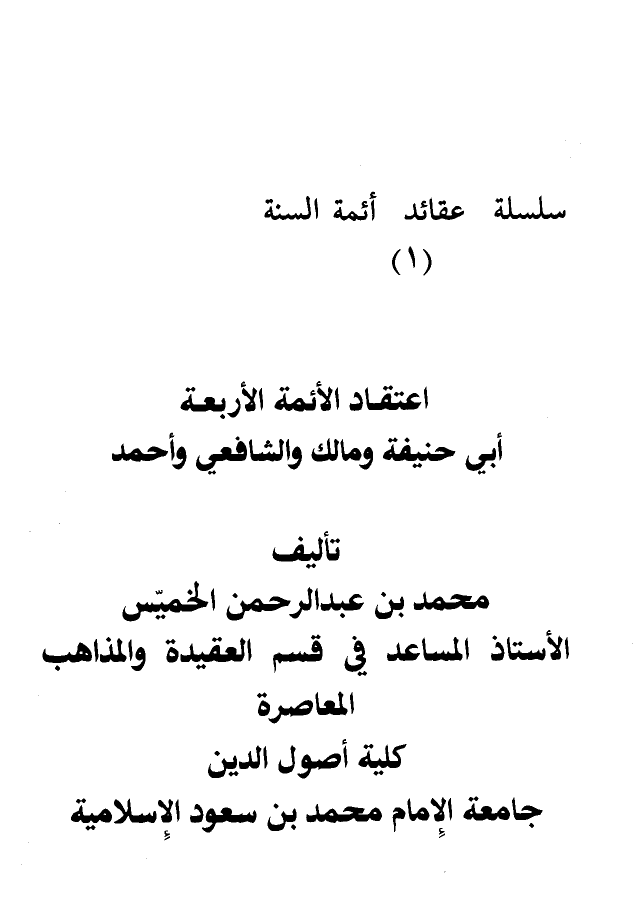 سلسلة عقائد أئمة السنة
(١)
اعتقاد الأئمة الأربعة
أبي حنيفة ومالك والشافعي وأحمد
تأليف
محمد بن عبدالرحمن الخميّس
الأستاذ المساعد في قسم العقيدة والمذاهب
المعاصرة
كلية أصول الدين
جامعة الإمام محمد بن سعود الإسلامية